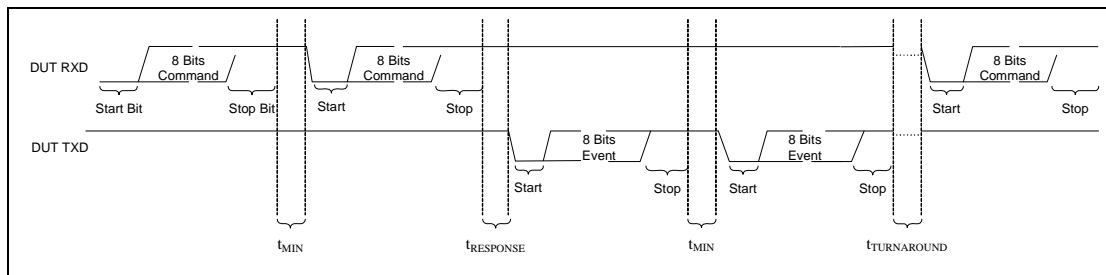 DUT RXD
8 Bits
Command
8 Bits
Command
8 Bits
Command
Start Bit
Stop Bit
Start
Stop
Start
Stop
DUT TXD
8 Bits
Event
8 Bits
Event
Start
Stop
Start
Stop
tMIN
tRESPONSE
tMIN
tTURNAROUND